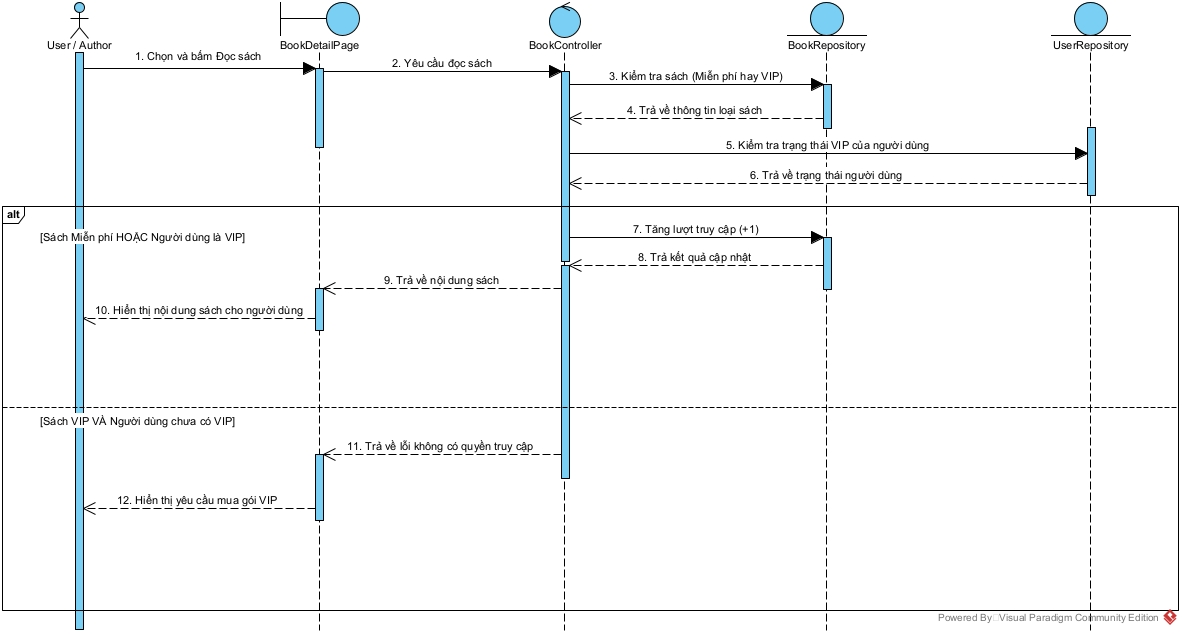 User / Author
BookDetailPage
BookController
BookRepository
UserRepository
1. Chọn và bấm Đọc sách
2. Yêu cầu đọc sách
3. Kiểm tra sách (Miễn phí hay VIP)
4. Trả về thông tin loại sách
5. Kiểm tra trạng thái VIP của người dùng
6. Trả về trạng thái người dùng
alt
[Sách Miễn phí HOẶC Người dùng là VIP]
7. Tăng lượt truy cập (+1)
8. Trả kết quả cập nhật
9. Trả về nội dung sách
10. Hiển thị nội dung sách cho người dùng
[Sách VIP VÀ Người dùng chưa có VIP]
11. Trả về lỗi không có quyền truy cập
12. Hiển thị yêu cầu mua gói VIP
Powered By Visual Paradigm Community Edition